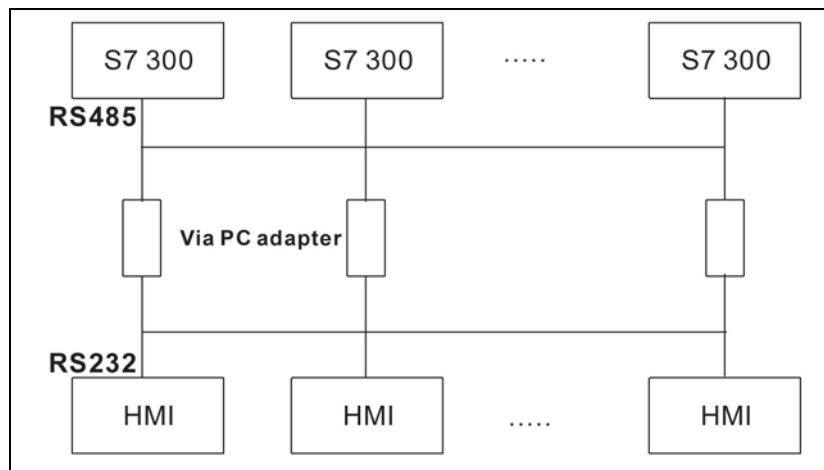 S7 300 S7 300 ..... S7 300
RS485
Via PC adapter
RS232
HMI HMI ..... HMI